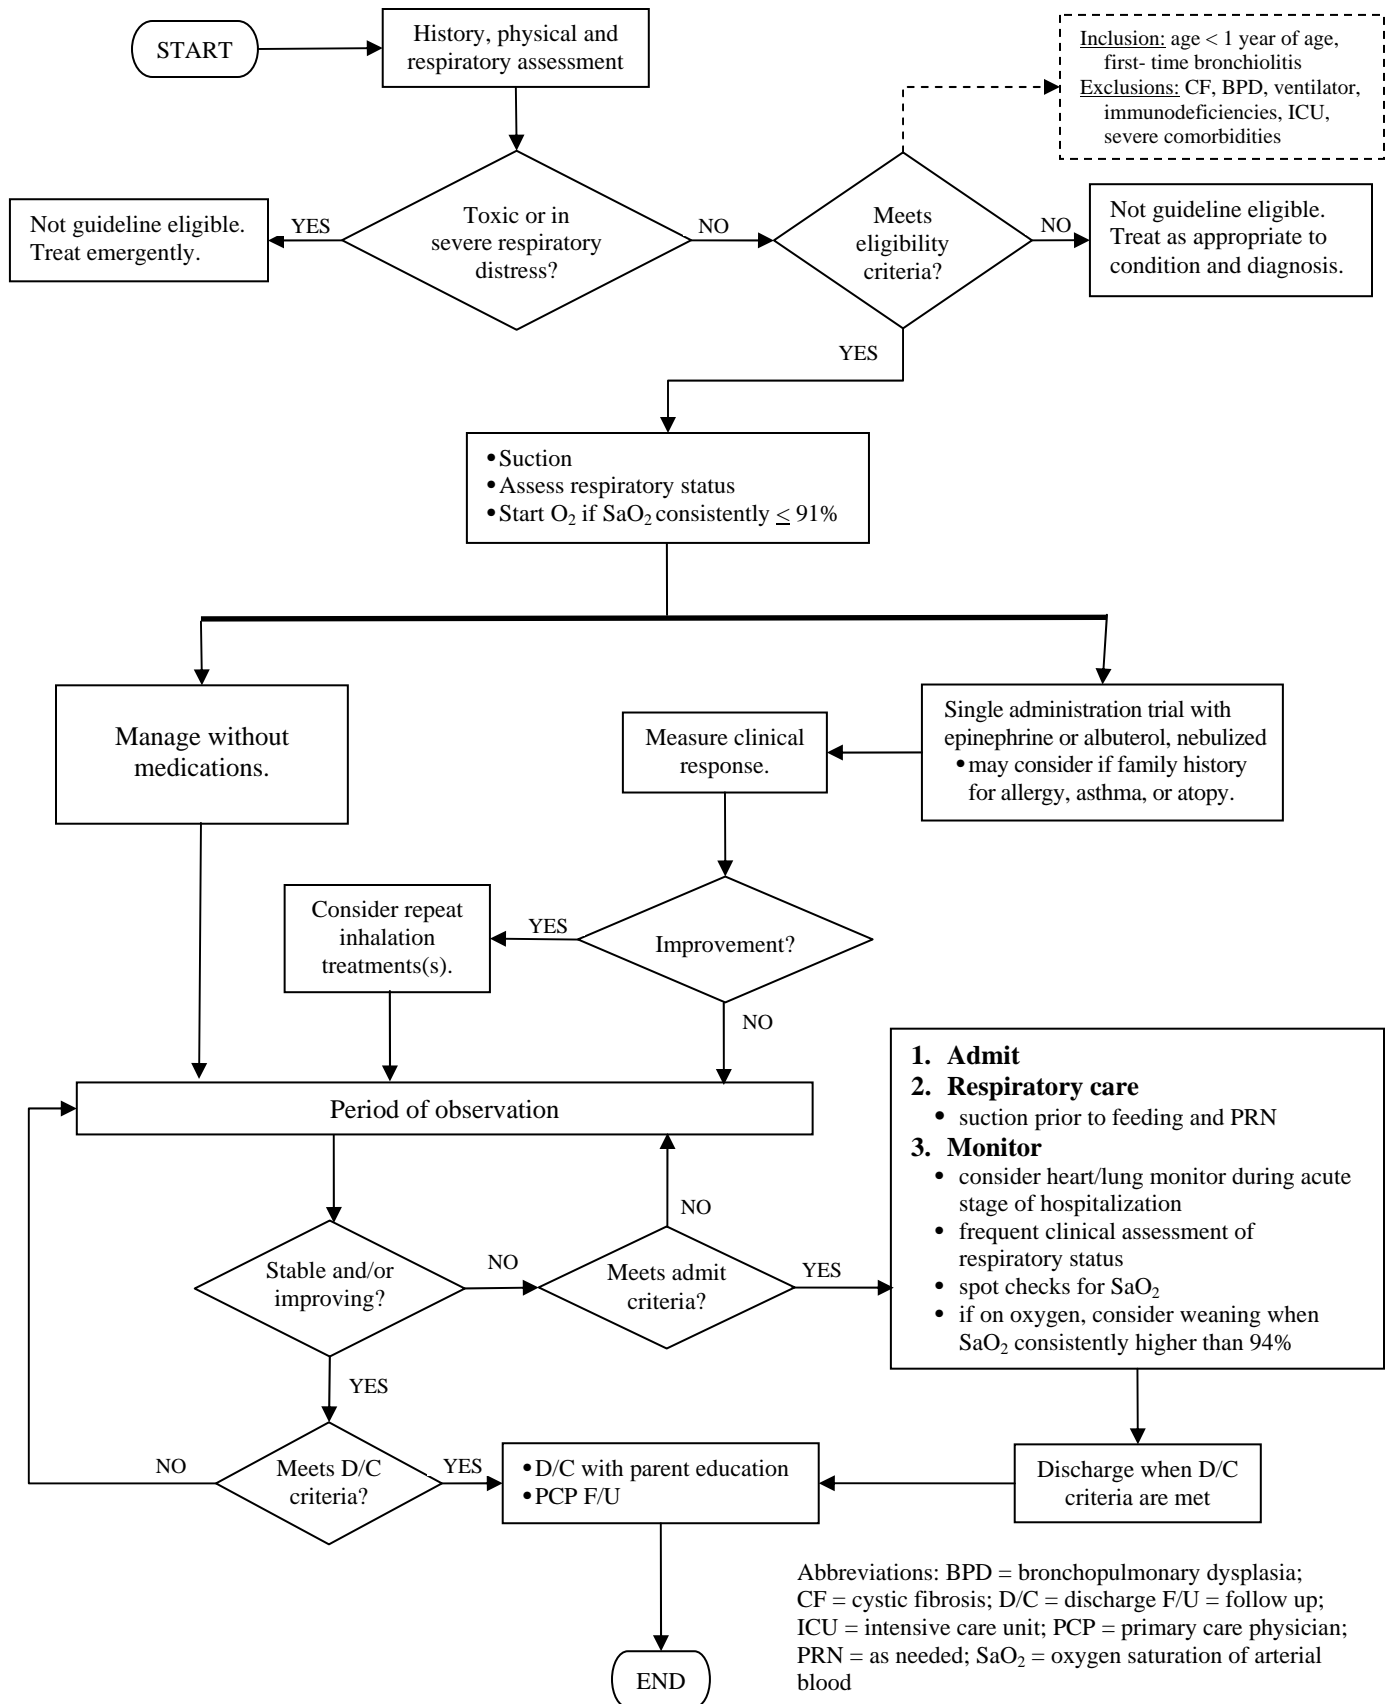 START
History, physical and
respiratory assessment
Inclusion: age < 1 year of age,
first- time bronchiolitis
Exclusions: CF, BPD, ventilator,
immunodeficiencies, ICU,
severe comorbidities
Not guideline eligible.
Treat emergently.
YES
Toxic or in
severe respiratory
distress?
NO
Meets
eligibility
criteria?
NO
Not guideline eligible.
Treat as appropriate to
condition and diagnosis.
YES
• Suction
• Assess respiratory status
• Start O₂ if SaO₂ consistently ≤ 91%
Manage without
medications.
Measure clinical
response.
Single administration trial with
epinephrine or albuterol, nebulized
• may consider if family history
for allergy, asthma, or atopy.
Consider repeat
inhalation
treatments(s).
YES
Improvement?
NO
Period of observation
1. Admit
2. Respiratory care
• suction prior to feeding and PRN
3. Monitor
• consider heart/lung monitor during acute
stage of hospitalization
• frequent clinical assessment of
respiratory status
• spot checks for SaO₂
• if on oxygen, consider weaning when
SaO₂ consistently higher than 94%
NO
Stable and/or
improving?
NO
Meets admit
criteria?
YES
YES
NO
Meets D/C
criteria?
YES
• D/C with parent education
• PCP F/U
Discharge when D/C
criteria are met
Abbreviations: BPD = bronchopulmonary dysplasia;
CF = cystic fibrosis; D/C = discharge F/U = follow up;
ICU = intensive care unit; PCP = primary care physician;
PRN = as needed; SaO₂ = oxygen saturation of arterial
blood
END